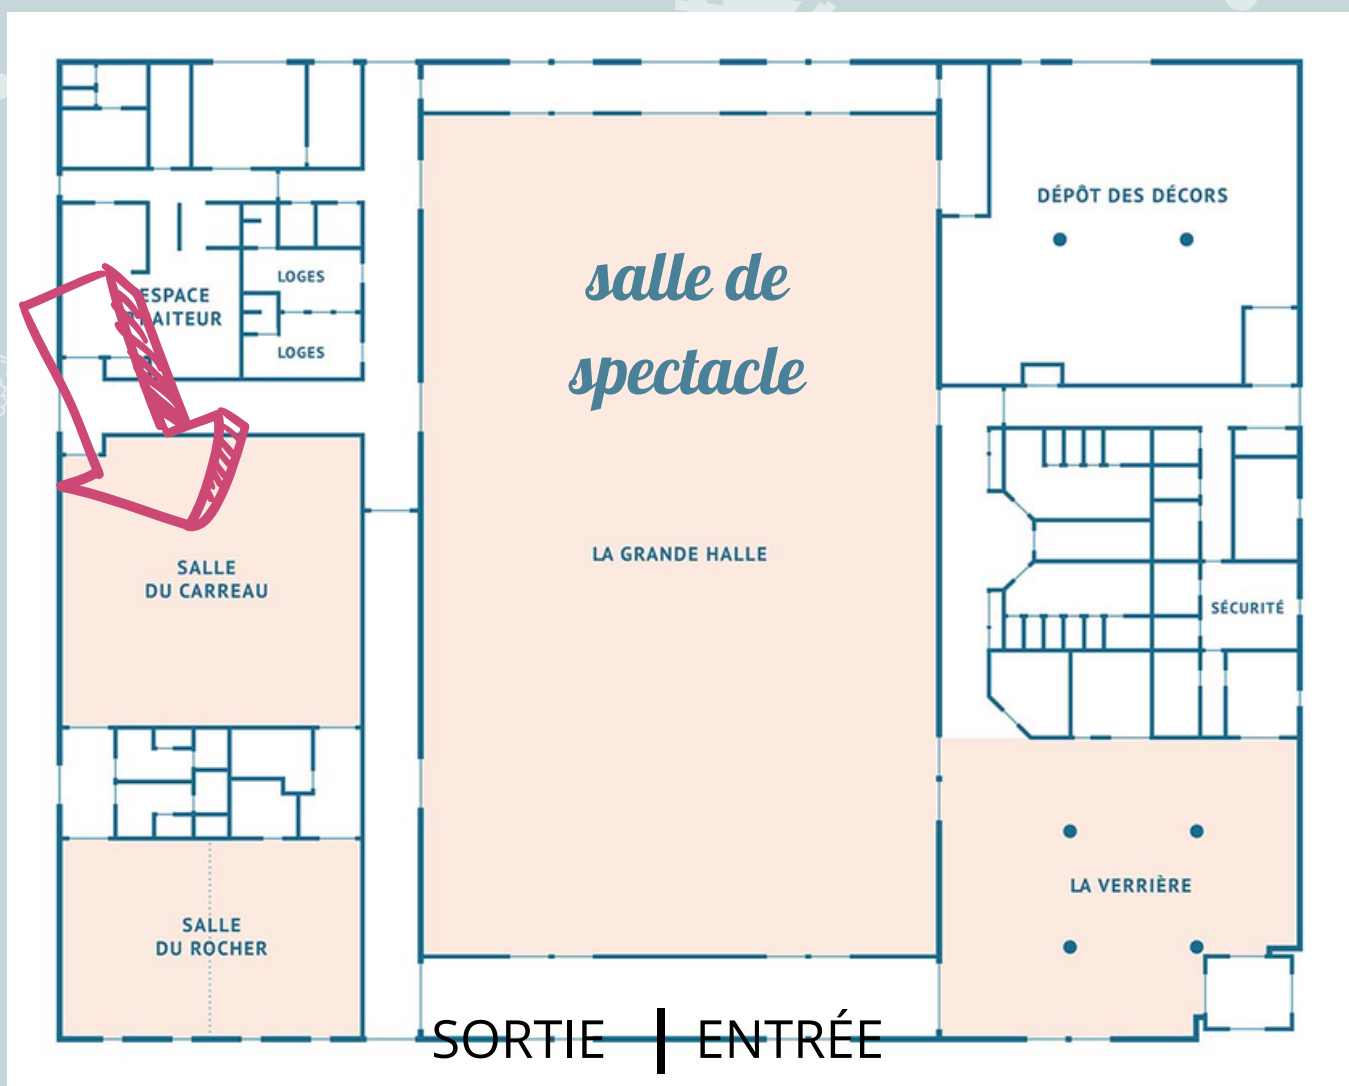 DÉPÔT DES DÉCORS
salle de
spectacle
LOGES
ESPACE
LOGES
LA GRANDE HALLE
SALLE
DU CARREAU
SÉCURITÉ
LA VERRIÈRE
SALLE
DU ROCHER
SORTIE | ENTRÉE